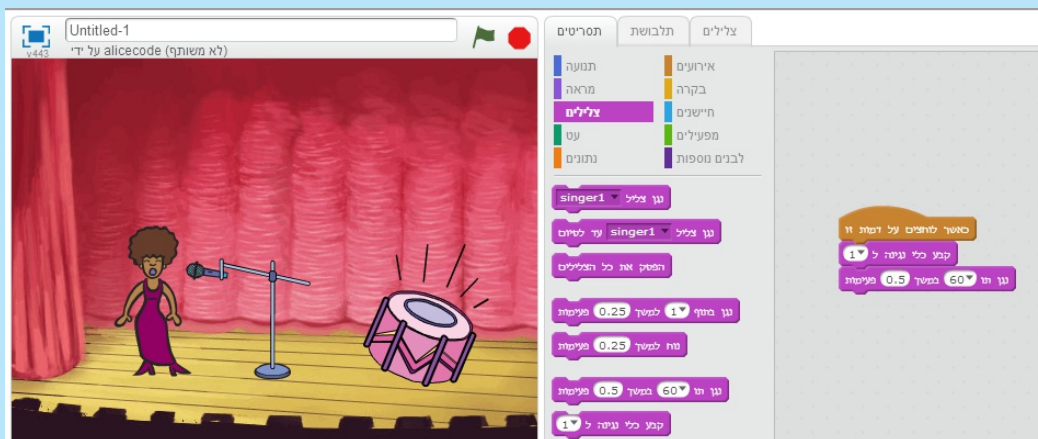 Untitled-1
v443
על ידי alicecode (לא משותף)
תסריטים
תלבושות
צלילים
תנועה
מראה
צלילים
עט
נתונים
אירועים
בקרה
חיישנים
מפעילים
לבנים נוספות
נגן צליל singer1
נגן צליל singer1 עד לסיום
הפסק את כל הצלילים
נגן בתוף 1 למשך 0.25 פעימות
נוח למשך 0.25 פעימות
נגן תו 60 במשך 0.5 פעימות
קבע כלי נגינה ל 1
כאשר לוחצים על דמות זו
קבע כלי נגינה ל 1
נגן תו 60 במשך 0.5 פעימות